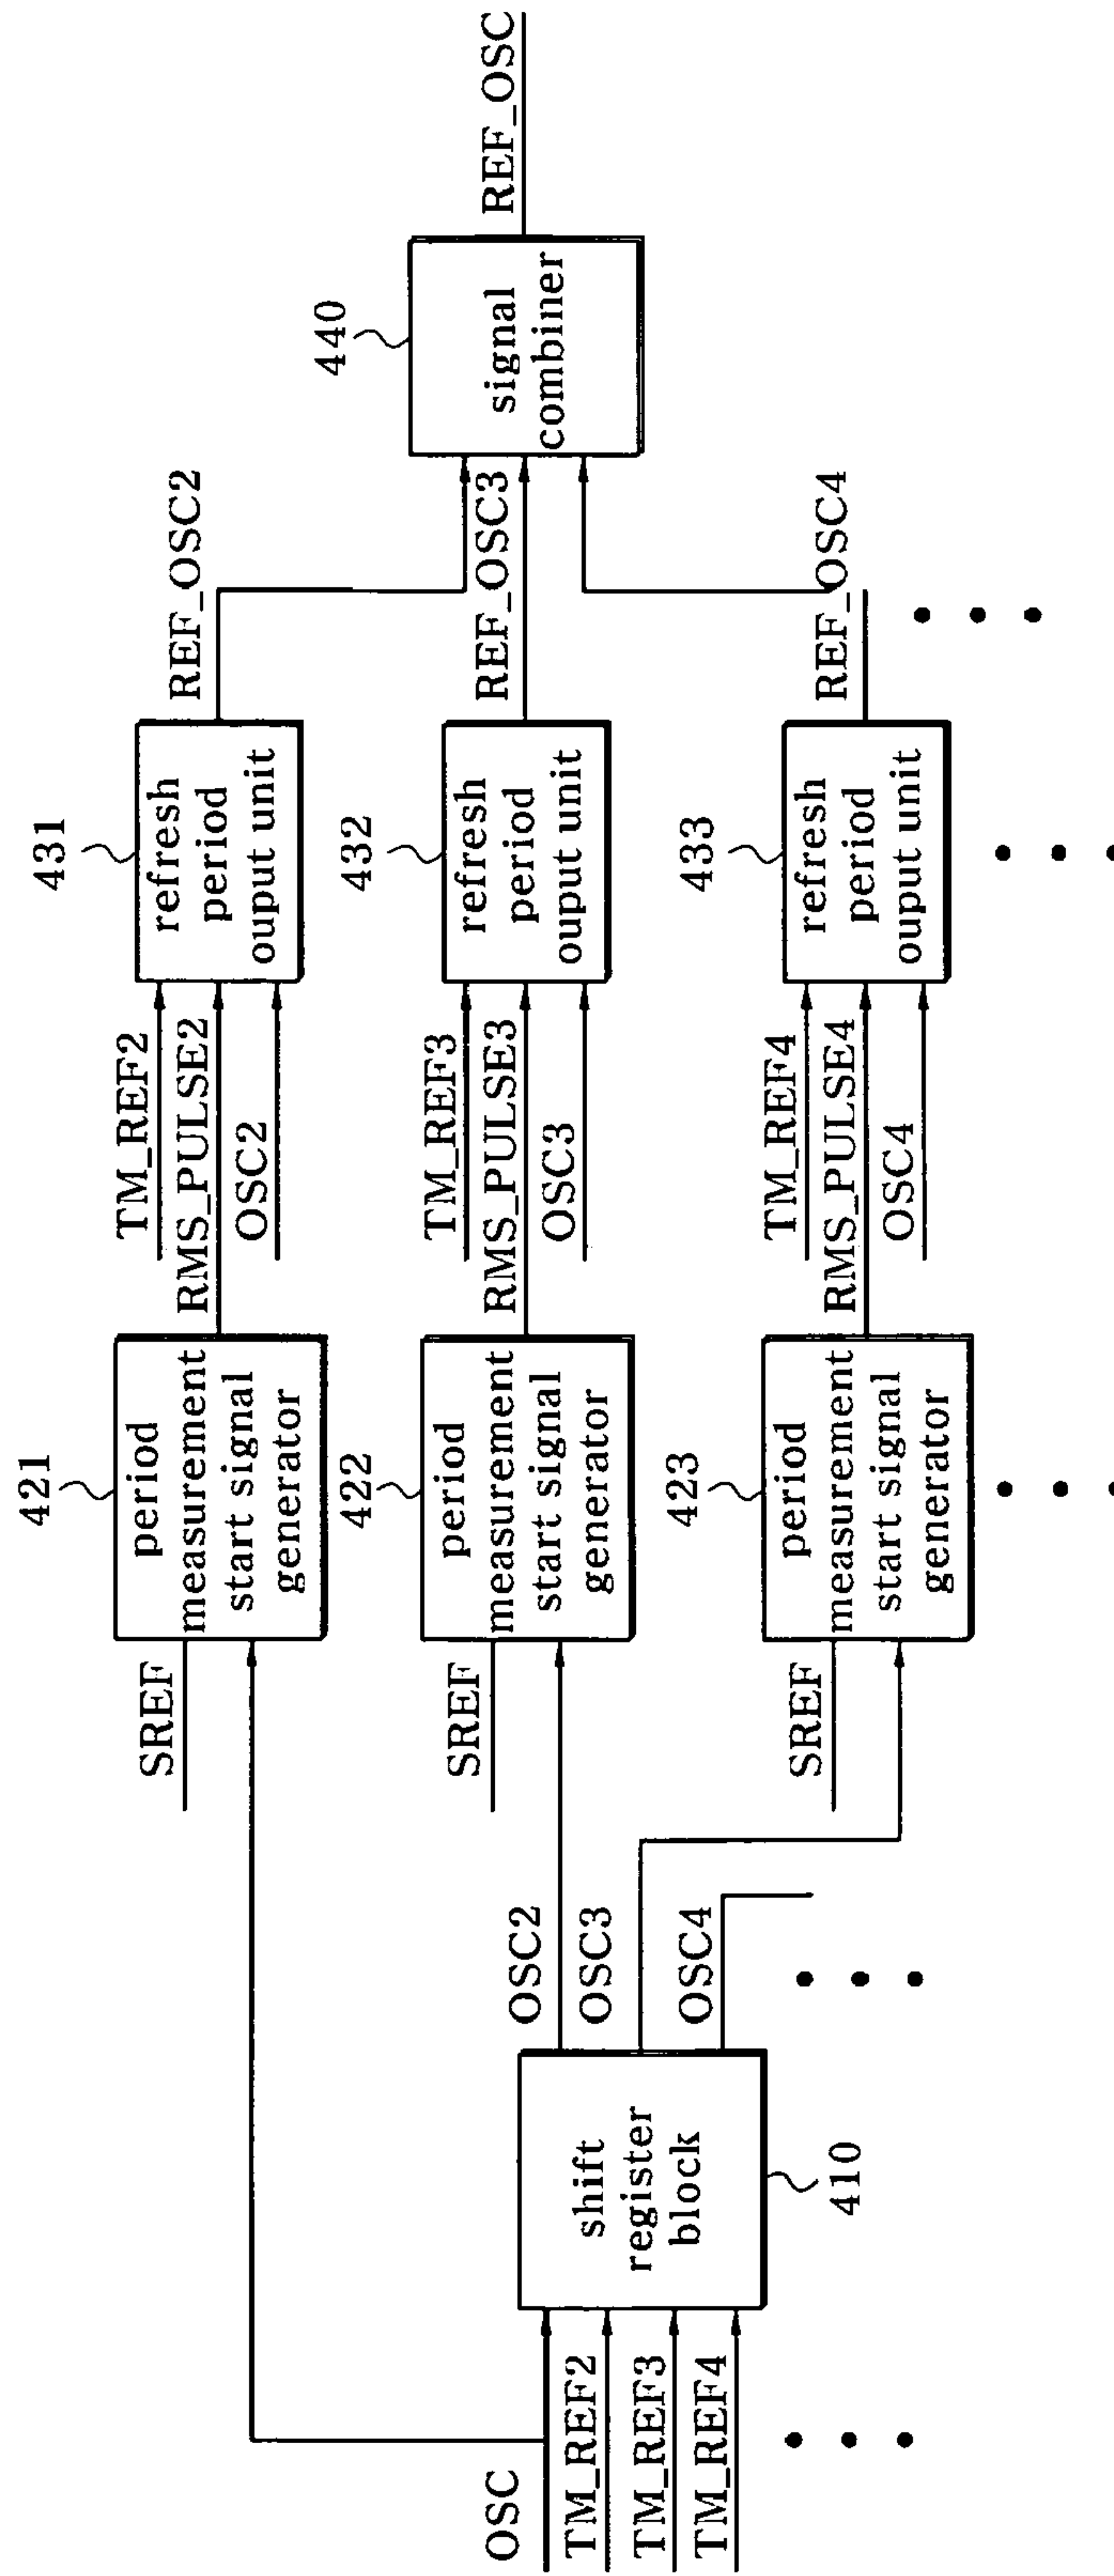 OSC
TM_REF2
TM_REF3
TM_REF4
shift
register
block
410
OSC2
OSC3
OSC4
SREF
421
period
measurement
start signal
generator
RMS_PULSE2
TM_REF2
OSC2
431
refresh
period
ouput unit
REF_OSC2
SREF
422
period
measurement
start signal
generator
RMS_PULSE3
TM_REF3
OSC3
432
refresh
period
ouput unit
REF_OSC3
SREF
423
period
measurement
start signal
generator
RMS_PULSE4
TM_REF4
OSC4
433
refresh
period
ouput unit
REF_OSC4
440
signal
combiner
REF_OSC